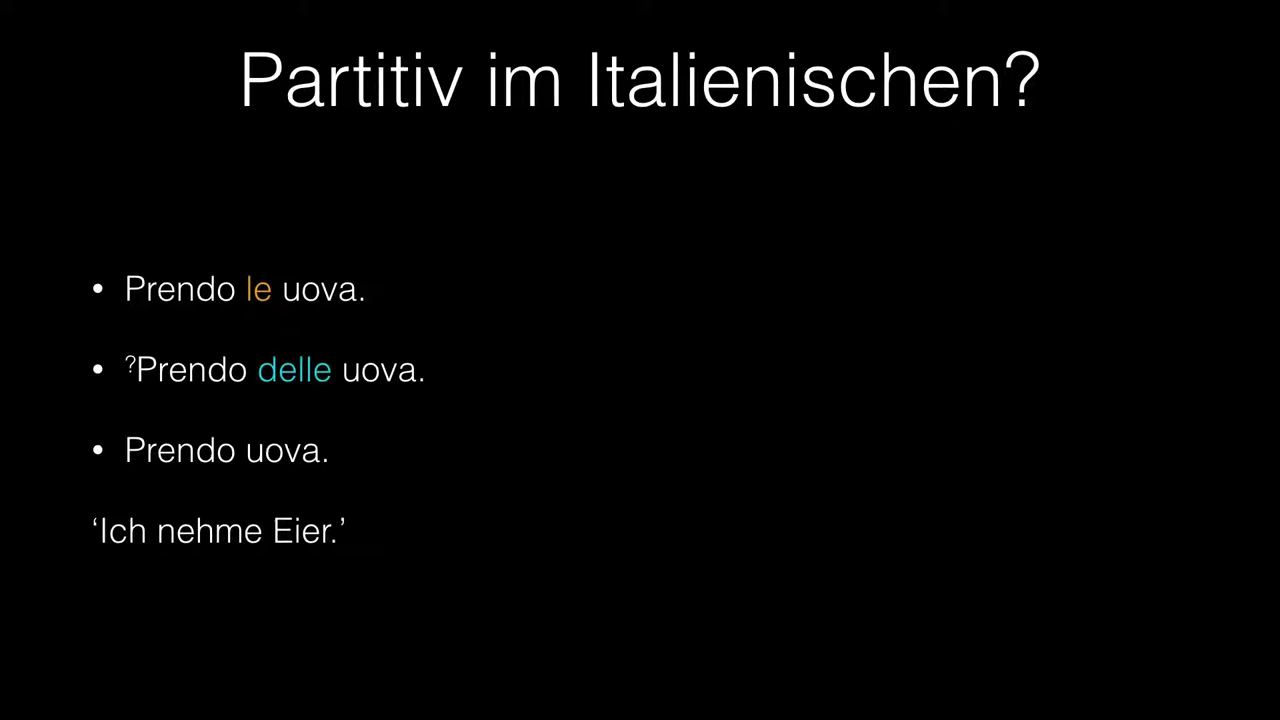 Partitiv im Italienischen?
• Prendo le uova.
• ?Prendo delle uova.
• Prendo uova.
‘Ich nehme Eier.’